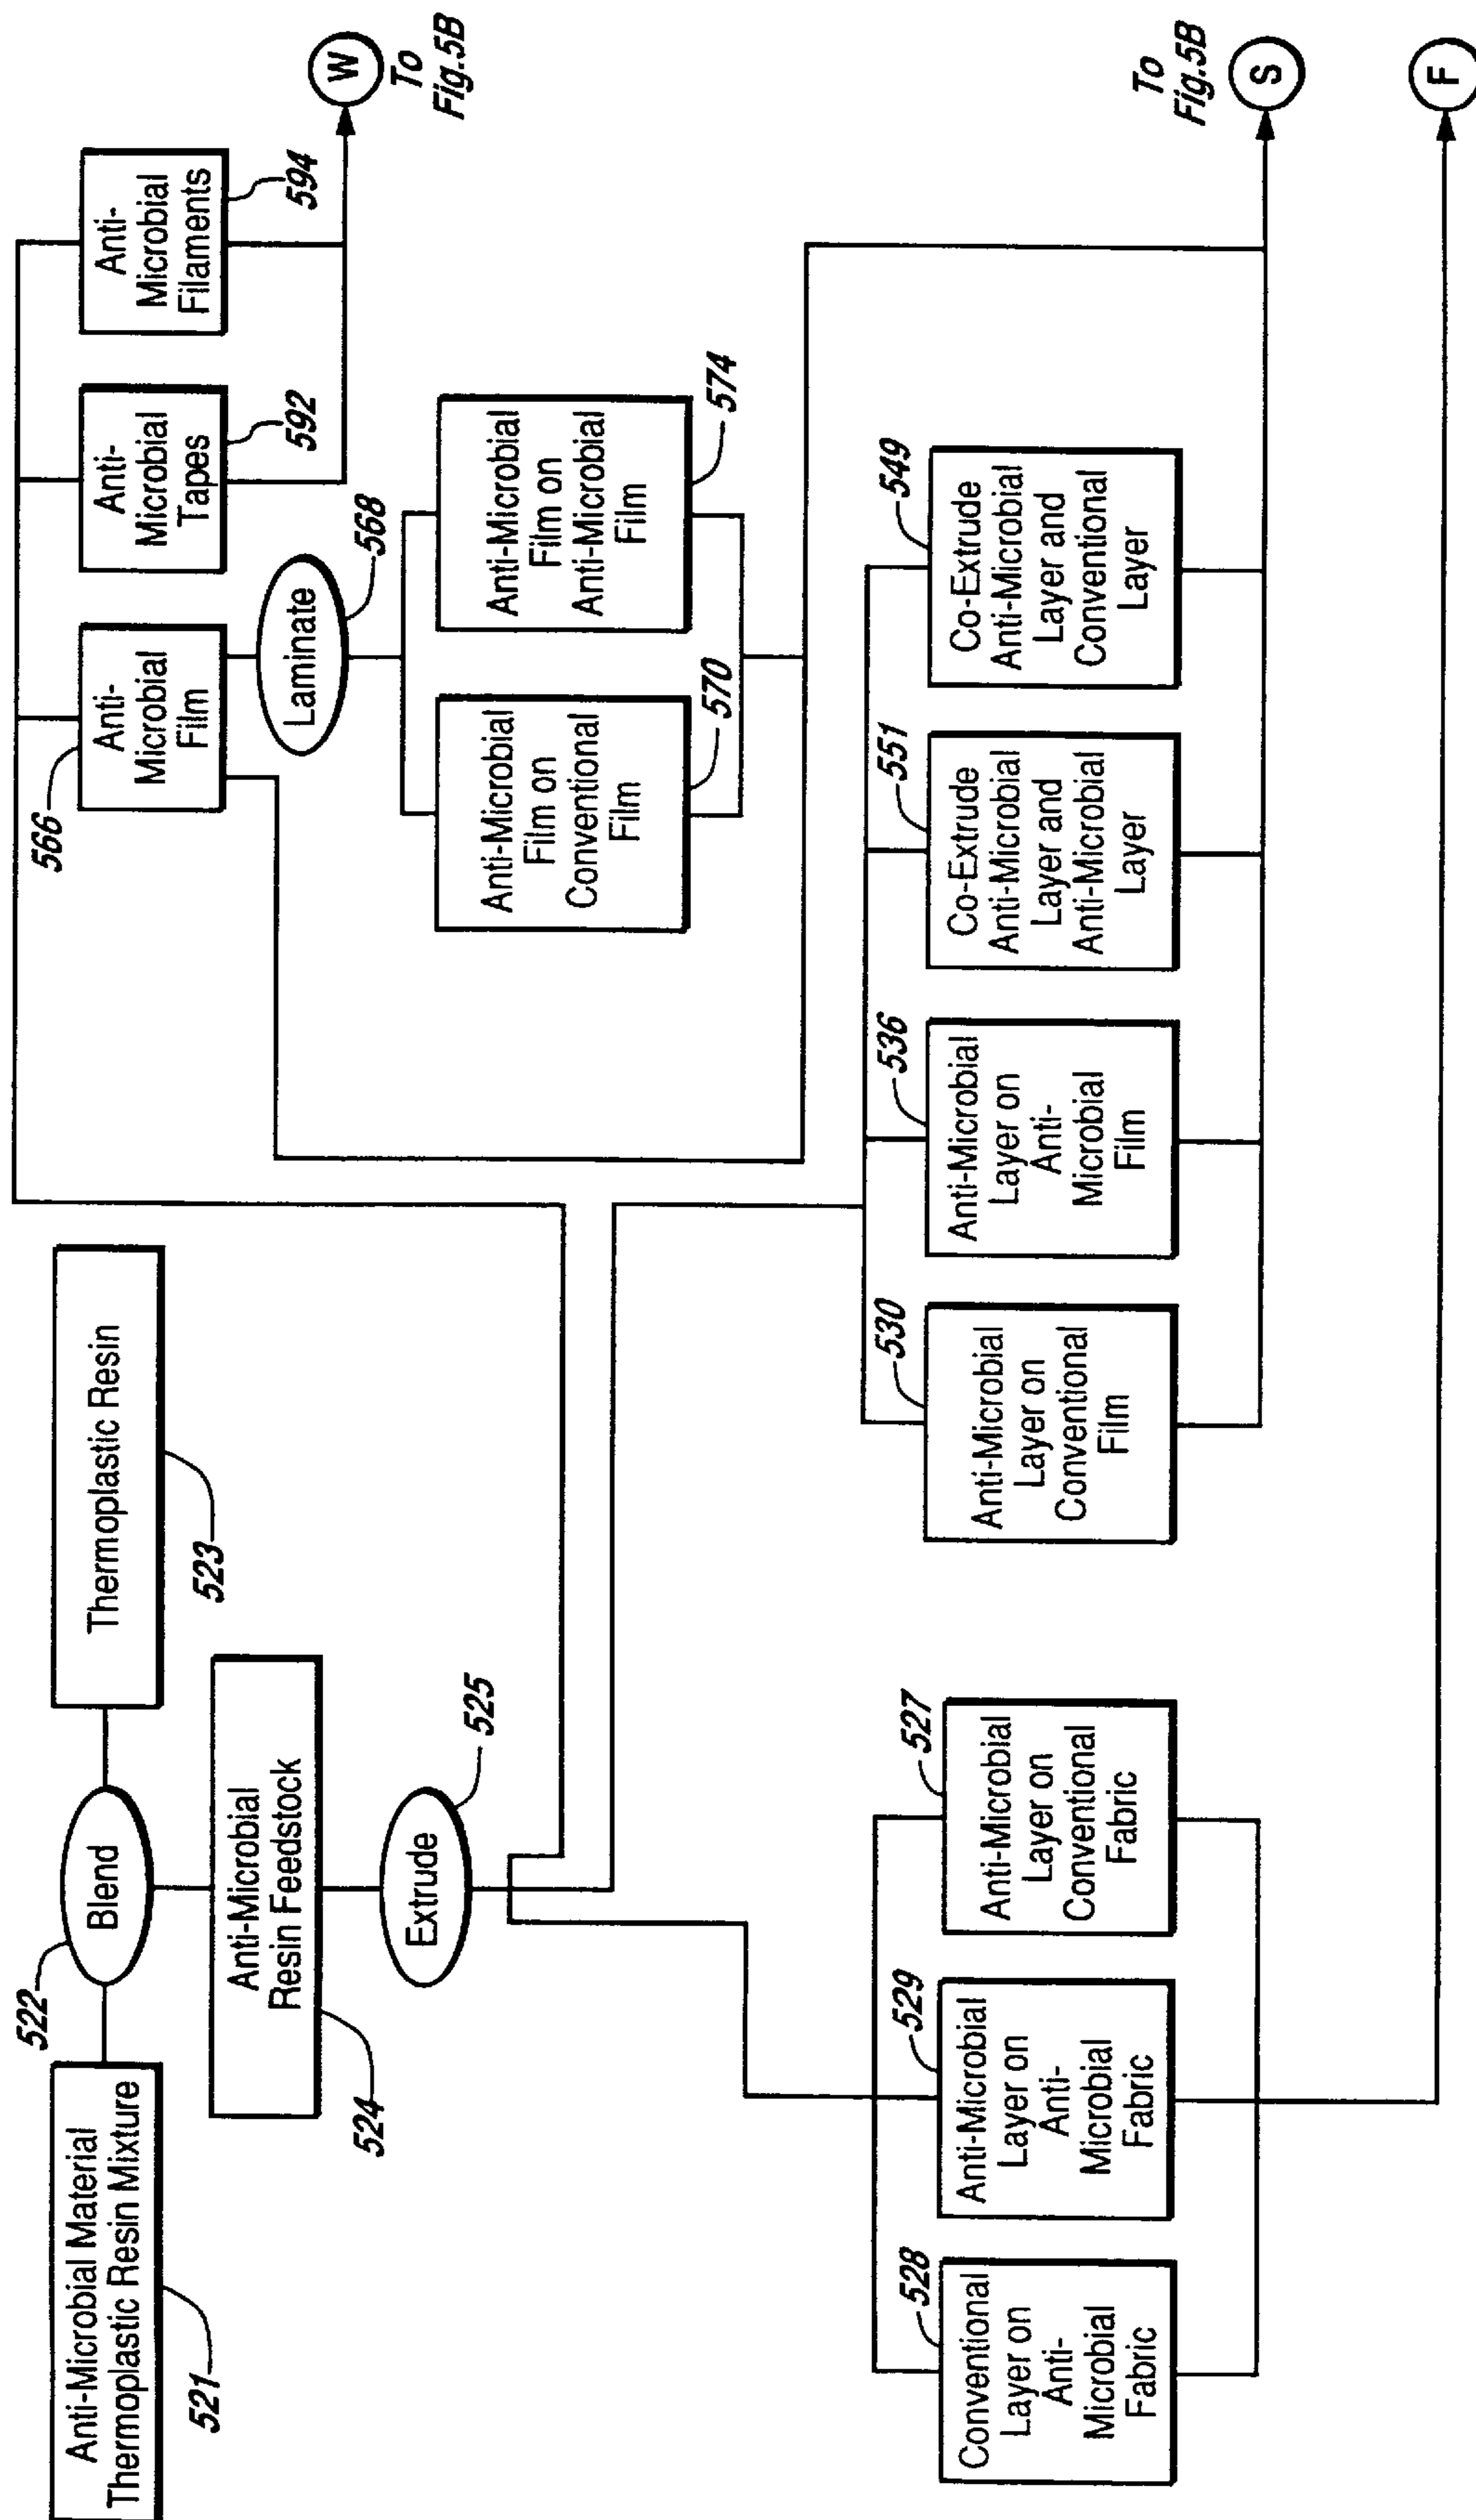 Anti-Microbial Material
Thermoplastic Resin Mixture
521
522
Blend
Thermoplastic Resin
523
Anti-Microbial
Resin Feedstock
524
Extrude
525
566
Anti-
Microbial
Film
Anti-
Microbial
Tapes
592
Anti-
Microbial
Filaments
594
W
To
Fig.5B
Laminate
568
Anti-Microbial
Film on
Conventional
Film
570
Anti-Microbial
Film on
Anti-Microbial
Film
574
528
Conventional
Layer on
Anti-
Microbial
Fabric
529
Anti-Microbial
Layer on
Anti-
Microbial
Fabric
527
Anti-Microbial
Layer on
Conventional
Fabric
530
Anti-Microbial
Layer on
Conventional
Film
536
Anti-Microbial
Layer on
Anti-
Microbial
Film
551
Co-Extrude
Anti-Microbial
Layer and
Anti-Microbial
Layer
549
Co-Extrude
Anti-Microbial
Layer and
Conventional
Layer
To
Fig.5B
S
F